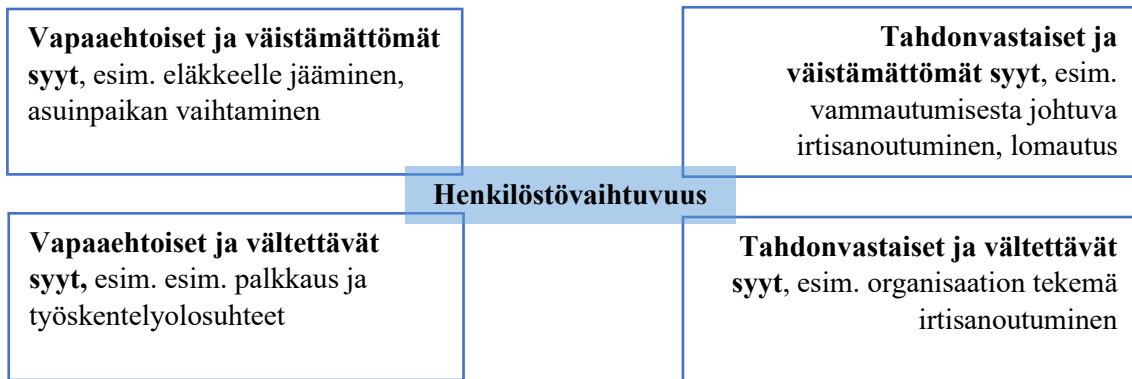 Vapaaehtoiset ja väistämättömät
syyt, esim. eläkkeelle jääminen,
asuinpaikan vaihtaminen
Tahdonvastaiset ja
väistämättömät syyt, esim.
vammautumisesta johtuva
irtisanoutuminen, lomautus
Henkilöstövaihtuvuus
Vapaaehtoiset ja vältettävät
syyt, esim. esim. palkkaus ja
työskentelyolosuhteet
Tahdonvastaiset ja vältettävät
syyt, esim. organisaation tekemä
irtisanoutuminen